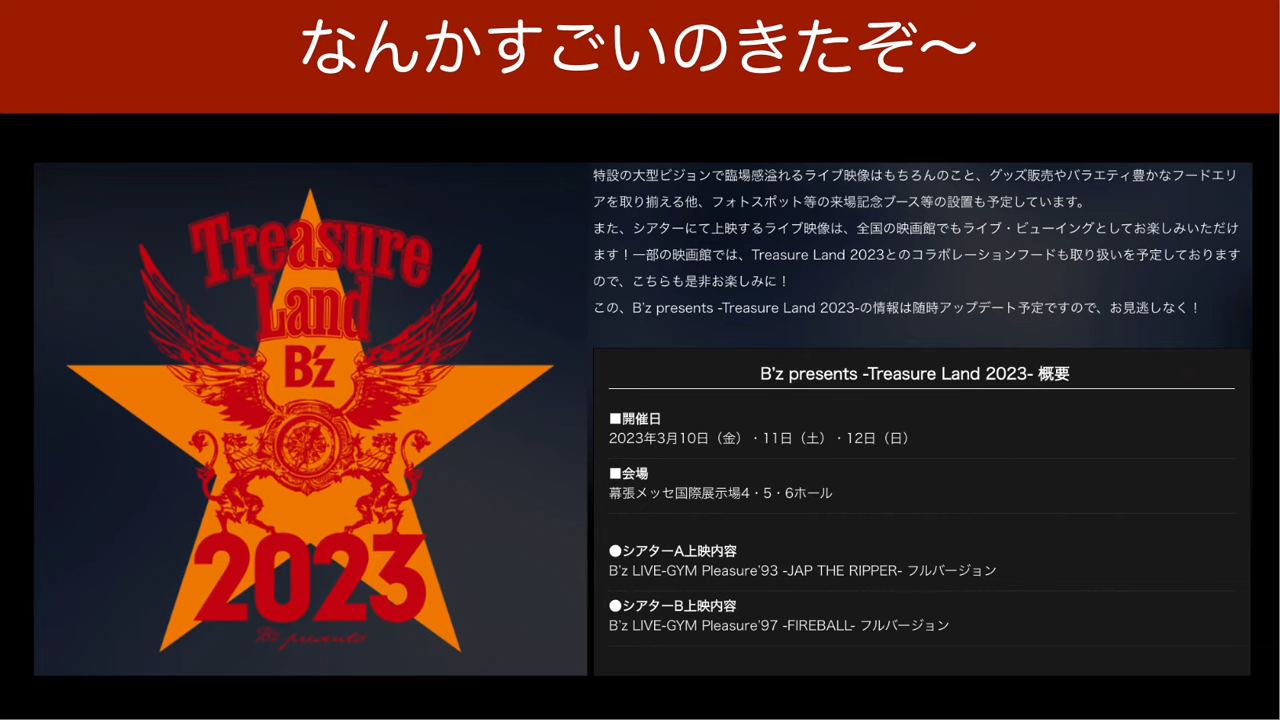 なんかすごいのきたぞ〜
Treasure
Land
B'z
2023
B'z presents
特設の大型ビジョンで臨場感溢れるライブ映像はもちろんのこと、グッズ販売やバラエティ豊かなフードエリ
アを取り揃える他、フォトスポット等の来場記念ブース等の設置も予定しています。
また、シアターにて上映するライブ映像は、全国の映画館でもライブ・ビューイングとしてお楽しみいただけ
ます！一部の映画館では、Treasure Land 2023とのコラボレーションフードも取り扱いを予定しております
ので、こちらも是非お楽しみに！
この、B'z presents -Treasure Land 2023-の情報は随時アップデート予定ですので、お見逃しなく！
B'z presents -Treasure Land 2023- 概要
■開催日
2023年3月10日（金）・11日（土）・12日（日）
■会場
幕張メッセ国際展示場4・5・6ホール
●シアターA上映内容
B'z LIVE-GYM Pleasure'93 -JAP THE RIPPER- フルバージョン
●シアターB上映内容
B'z LIVE-GYM Pleasure'97 -FIREBALL- フルバージョン